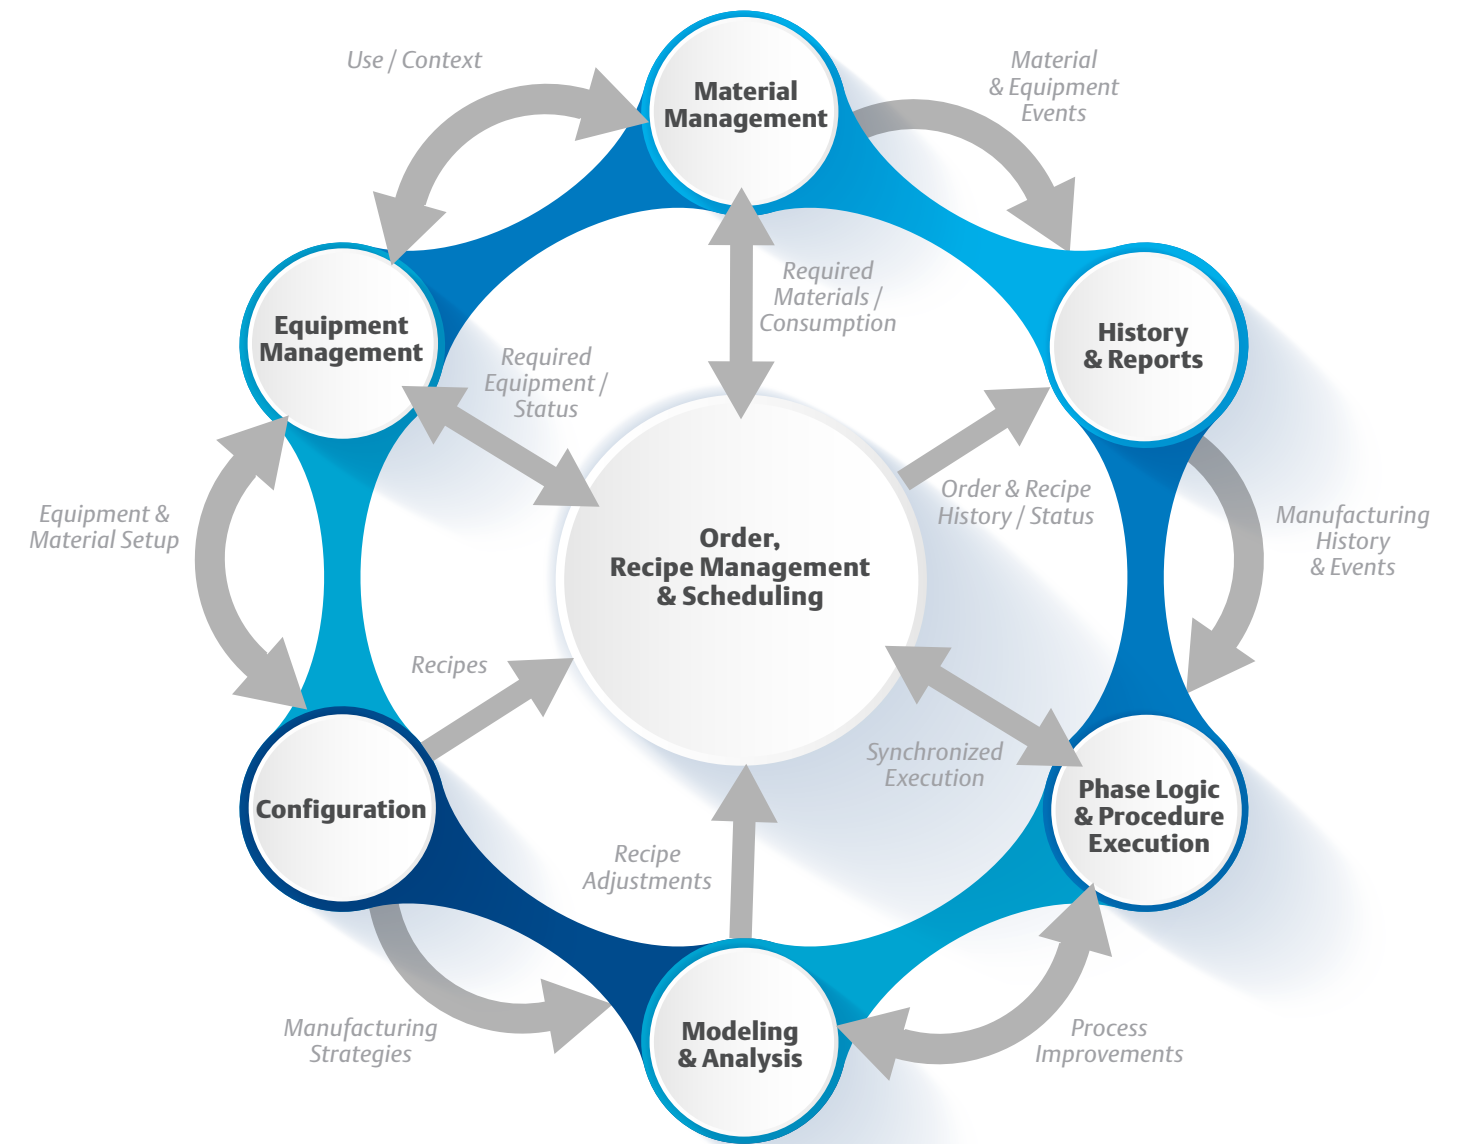 Use / Context
Material
Management
Material
& Equipment
Events
Equipment
Management
Required
Materials /
Consumption
History
& Reports
Required
Equipment /
Status
Order & Recipe
History / Status
Equipment &
Material Setup
Order,
Recipe Management
& Scheduling
Manufacturing
History
& Events
Recipes
Configuration
Synchronized
Execution
Phase Logic
& Procedure
Execution
Recipe
Adjustments
Manufacturing
Strategies
Modeling
& Analysis
Process
Improvements